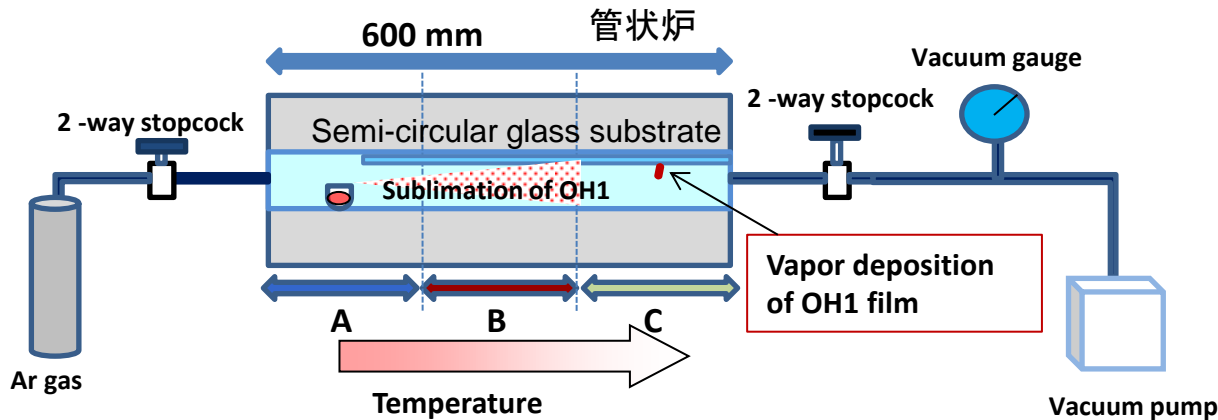 600 mm
管状炉
Vacuum gauge
2 -way stopcock
2 -way stopcock
Semi-circular glass substrate
Sublimation of OH1
Vapor deposition
of OH1 film
A
B
C
Ar gas
Temperature
Vacuum pump